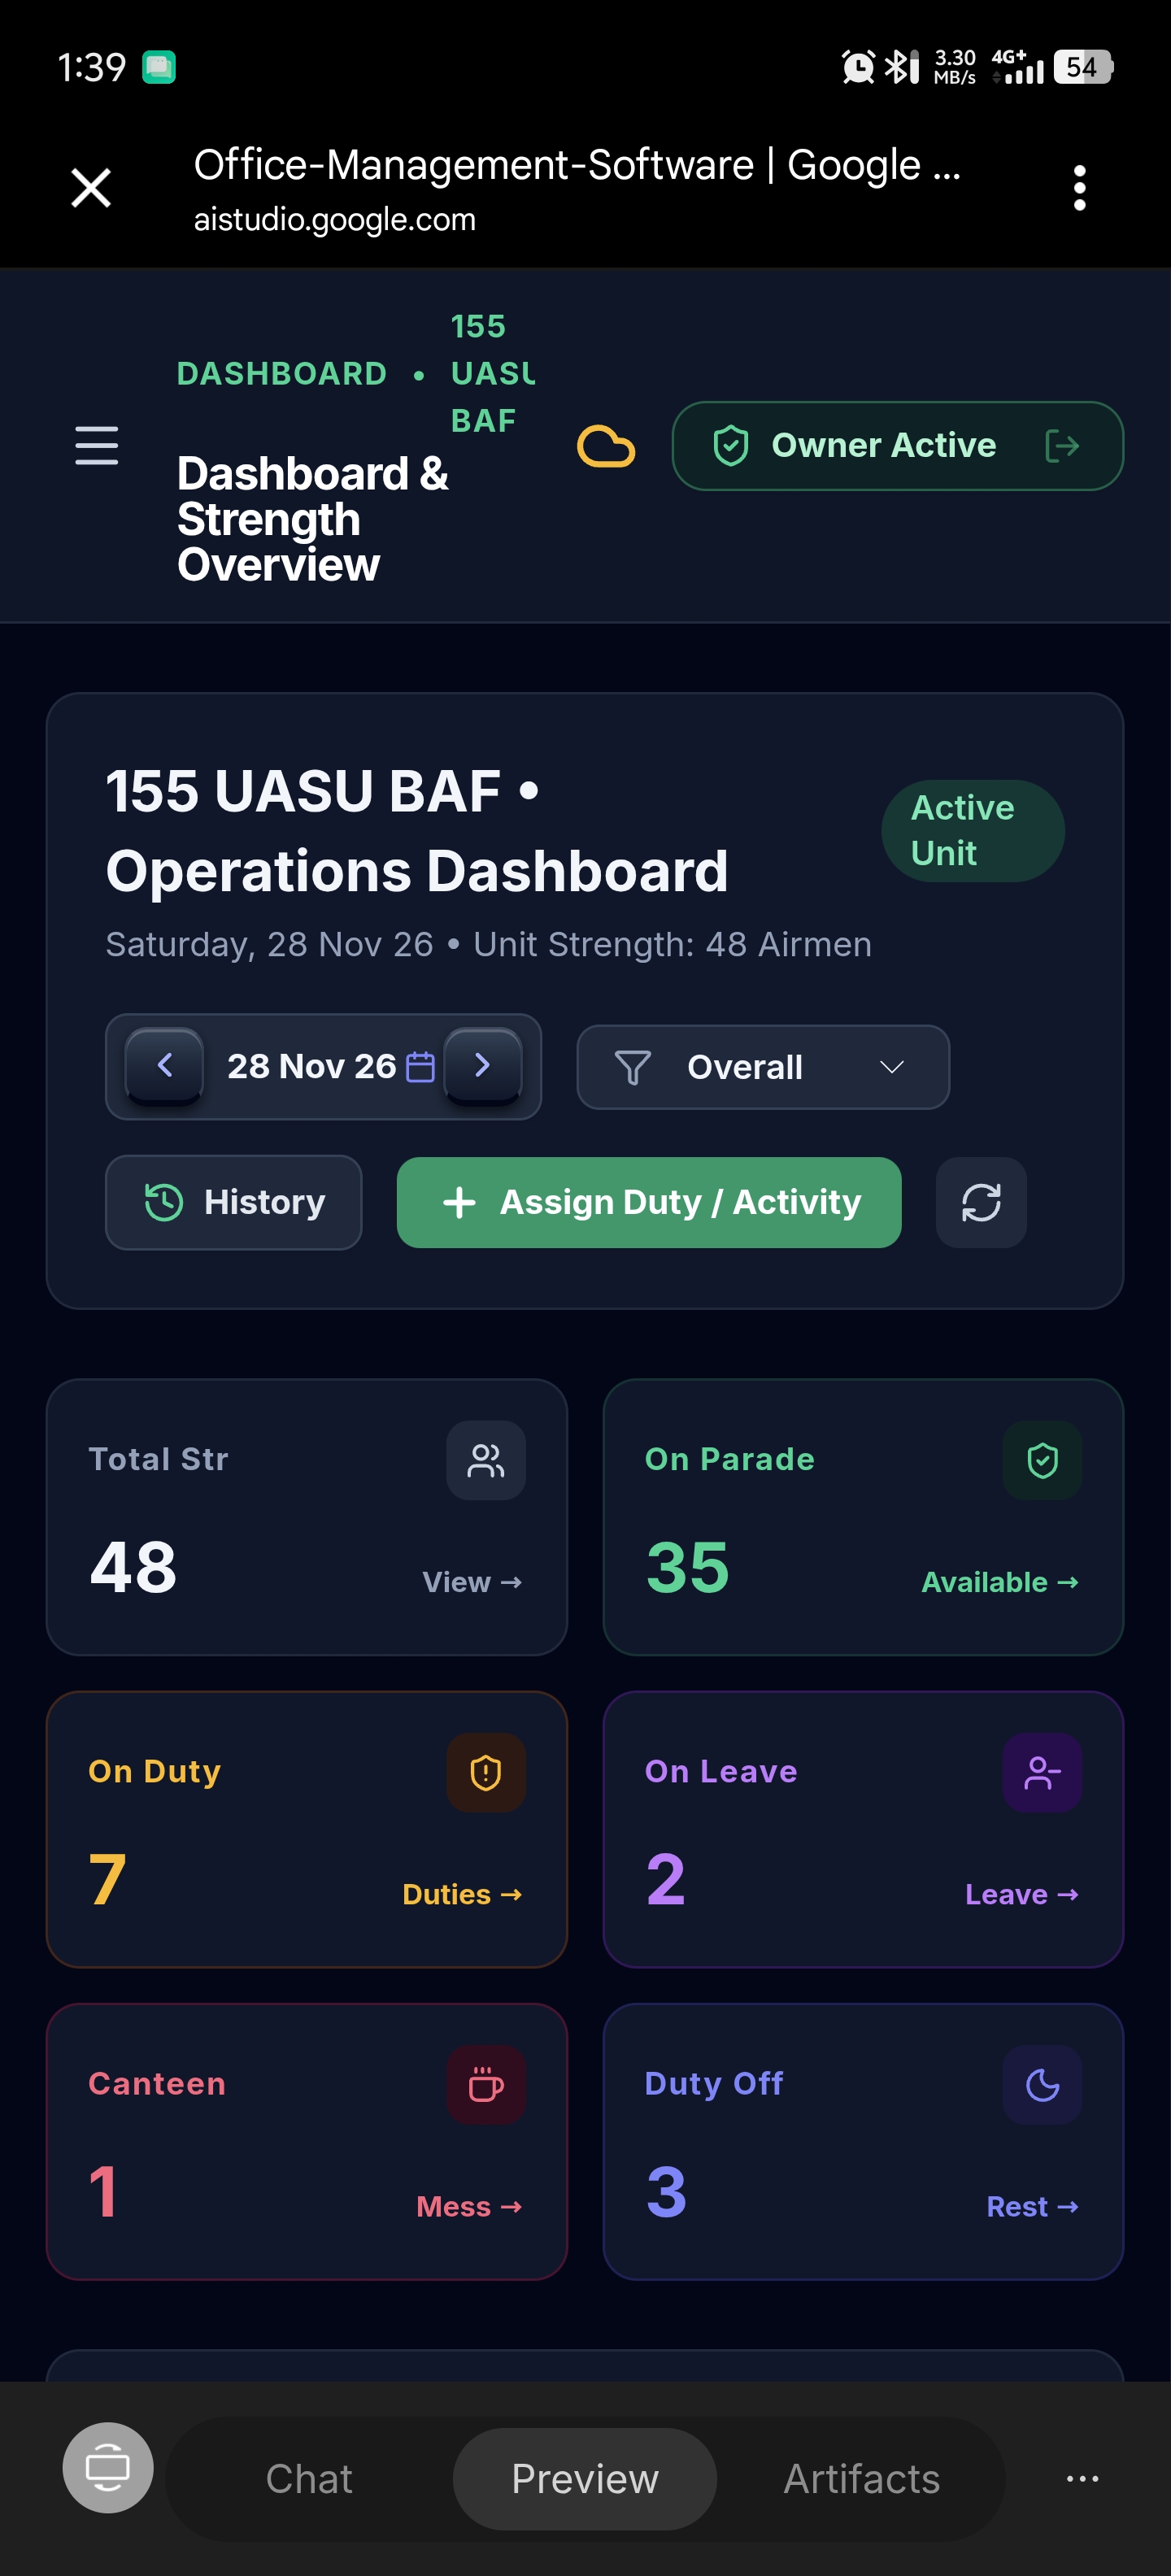 1:39
3.30
MB/s
4G+
54
Office-Management-Software | Google ...
aistudio.google.com
155
DASHBOARD • UASU
BAF
Dashboard &
Strength
Overview
Owner Active
155 UASU BAF •
Operations Dashboard
Active
Unit
Saturday, 28 Nov 26 • Unit Strength: 48 Airmen
28 Nov 26
Overall
History
+ Assign Duty / Activity
Total Str
48
View →
On Parade
35
Available →
On Duty
7
Duties →
On Leave
2
Leave →
Canteen
1
Mess →
Duty Off
3
Rest →
Chat
Preview
Artifacts
...